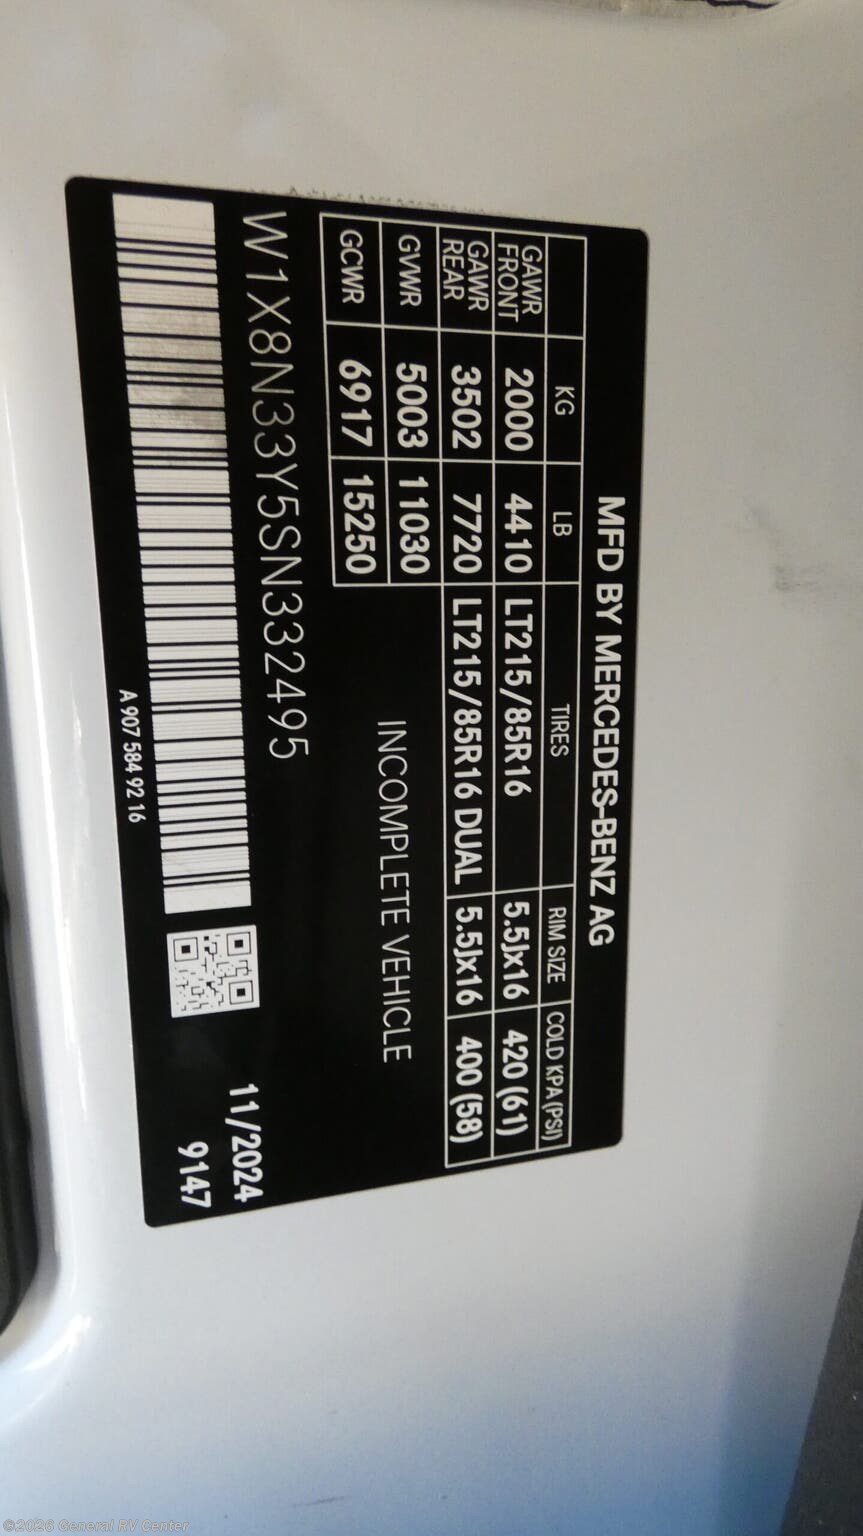 MFD BY MERCEDES-BENZ AG
KG LB TIRES RIM SIZE COLD KPA (PSI)
GAWR FRONT 2000 4410 LT215/85R16 5.5Jx16 420 (61)
GAWR REAR 3502 7720 LT215/85R16 DUAL 5.5Jx16 400 (58)
GVWR 5003 11030
GCWR 6917 15250
INCOMPLETE VEHICLE
W1X8N33Y5SN332495
11/2024
9147
A 907 584 92 16
©2026 General RV Center